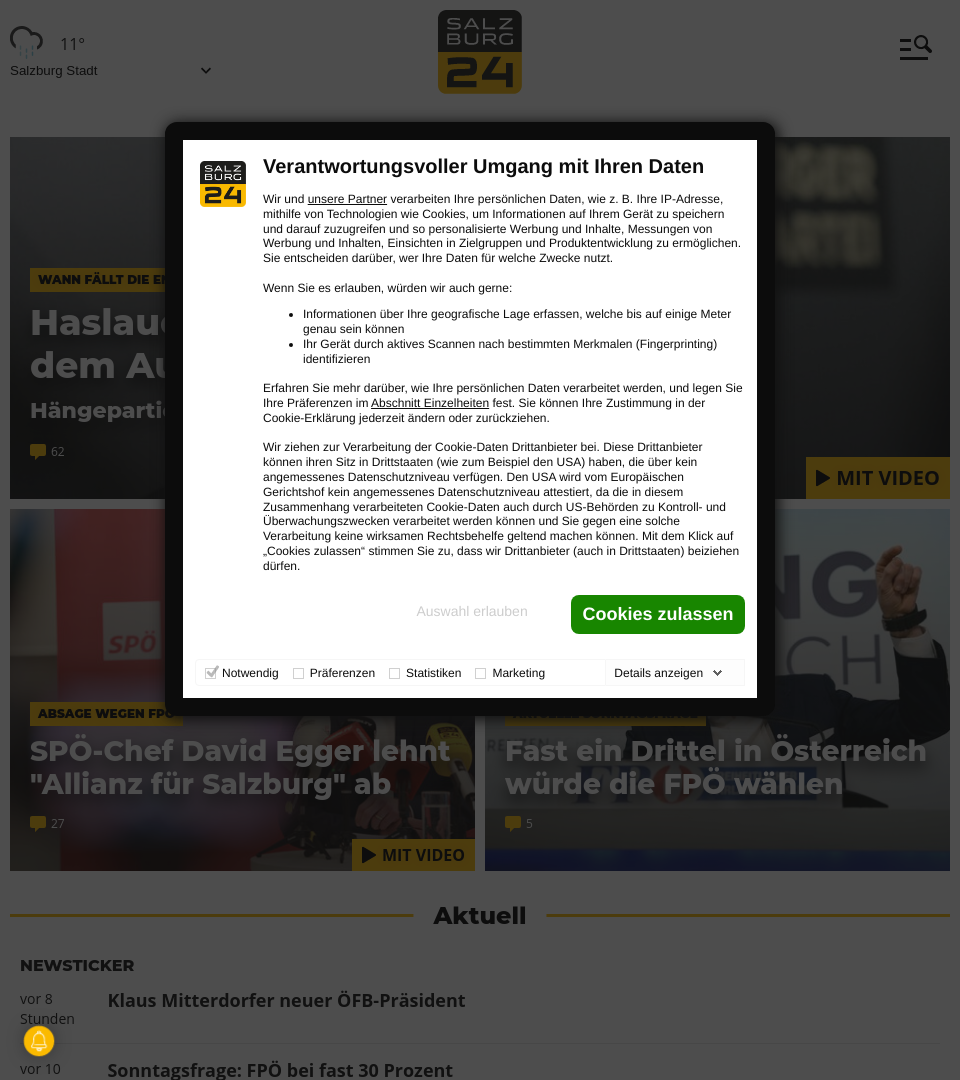 11°
Salzburg Stadt
SALZ
BURG
24
SALZ
BURG
24
Verantwortungsvoller Umgang mit Ihren Daten
Wir und unsere Partner verarbeiten Ihre persönlichen Daten, wie z. B. Ihre IP-Adresse,
mithilfe von Technologien wie Cookies, um Informationen auf Ihrem Gerät zu speichern
und darauf zuzugreifen und so personalisierte Werbung und Inhalte, Messungen von
Werbung und Inhalten, Einsichten in Zielgruppen und Produktentwicklung zu ermöglichen.
Sie entscheiden darüber, wer Ihre Daten für welche Zwecke nutzt.
Wenn Sie es erlauben, würden wir auch gerne:
Informationen über Ihre geografische Lage erfassen, welche bis auf einige Meter
genau sein können
Ihr Gerät durch aktives Scannen nach bestimmten Merkmalen (Fingerprinting)
identifizieren
Erfahren Sie mehr darüber, wie Ihre persönlichen Daten verarbeitet werden, und legen Sie
Ihre Präferenzen im Abschnitt Einzelheiten fest. Sie können Ihre Zustimmung in der
Cookie-Erklärung jederzeit ändern oder zurückziehen.
Wir ziehen zur Verarbeitung der Cookie-Daten Drittanbieter bei. Diese Drittanbieter
können ihren Sitz in Drittstaaten (wie zum Beispiel den USA) haben, die über kein
angemessenes Datenschutzniveau verfügen. Den USA wird vom Europäischen
Gerichtshof kein angemessenes Datenschutzniveau attestiert, da die in diesem
Zusammenhang verarbeiteten Cookie-Daten auch durch US-Behörden zu Kontroll- und
Überwachungszwecken verarbeitet werden können und Sie gegen eine solche
Verarbeitung keine wirksamen Rechtsbehelfe geltend machen können. Mit dem Klick auf
„Cookies zulassen“ stimmen Sie zu, dass wir Drittanbieter (auch in Drittstaaten) beiziehen
dürfen.
Auswahl erlauben
Cookies zulassen
Notwendig Präferenzen Statistiken Marketing Details anzeigen
WANN FÄLLT DIE
dem
62
MIT VIDEO
SPÖ
ABSAGE WEGEN FPÖ
SPÖ-Chef David Egger lehnt
"Allianz für Salzburg" ab
27
MIT VIDEO
Fast ein Drittel in Österreich
würde die FPÖ wählen
5
Aktuell
NEWSTICKER
vor 8
Stunden
Klaus Mitterdorfer neuer ÖFB-Präsident
vor 10
Sonntagsfrage: FPÖ bei fast 30 Prozent